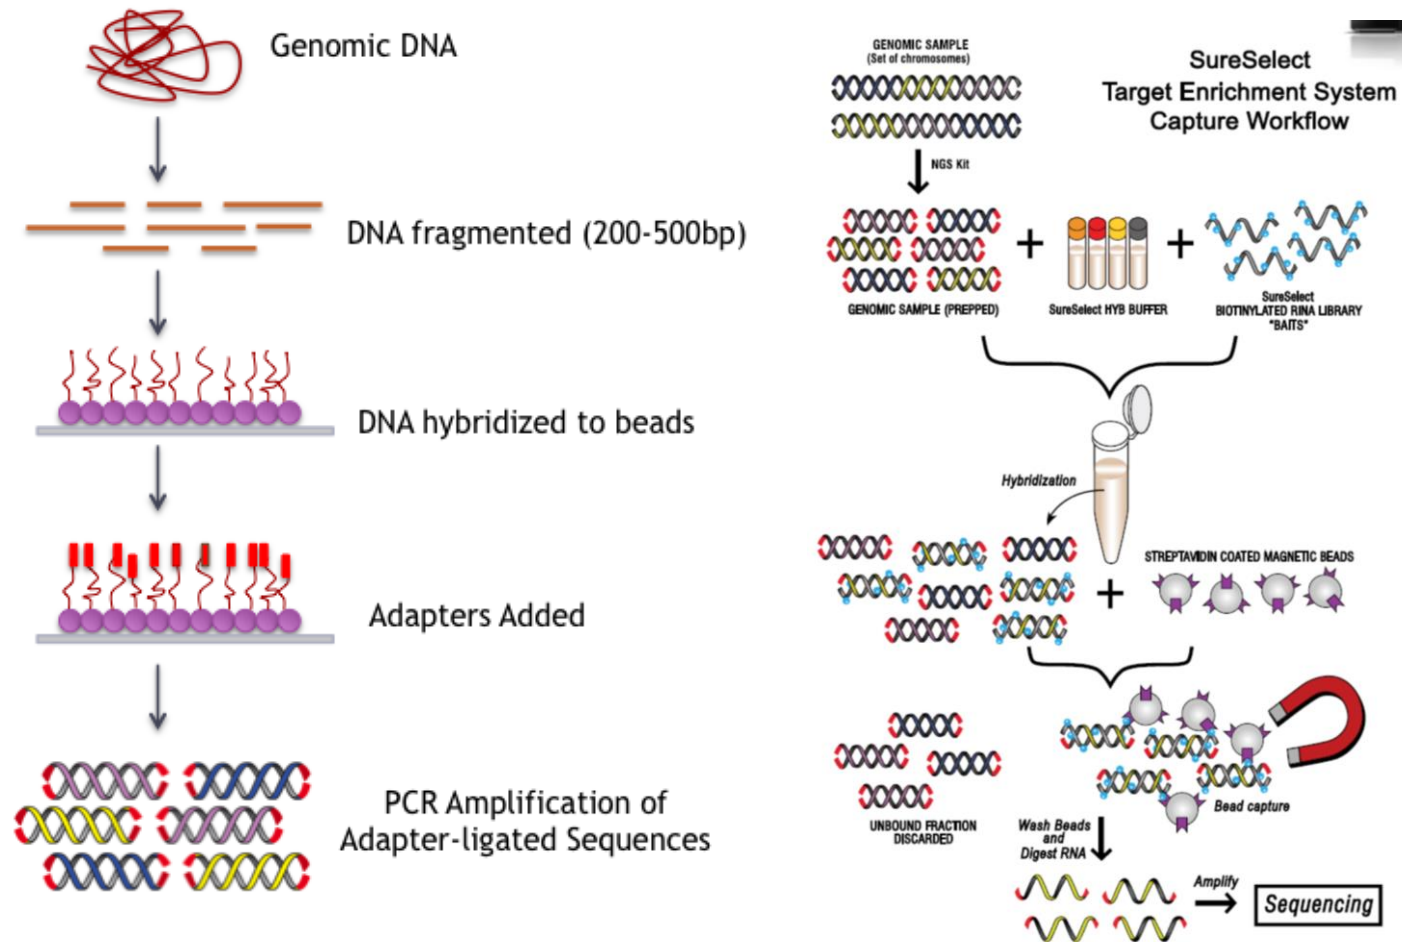 Genomic DNA
DNA fragmented (200-500bp)
DNA hybridized to beads
Adapters Added
PCR Amplification of
Adapter-ligated Sequences
GENOMIC SAMPLE
(Set of chromosomes)
SureSelect
Target Enrichment System
Capture Workflow
NGS Kit
GENOMIC SAMPLE (PREPPED)
SureSelect HYB BUFFER
SureSelect
BIOTINYLATED RNA LIBRARY
"BAITS"
Hybridization
STREPTAVIDIN COATED MAGNETIC BEADS
UNBOUND FRACTION
DISCARDED
Bead capture
Wash Beads
and
Digest RNA
Amplify
Sequencing